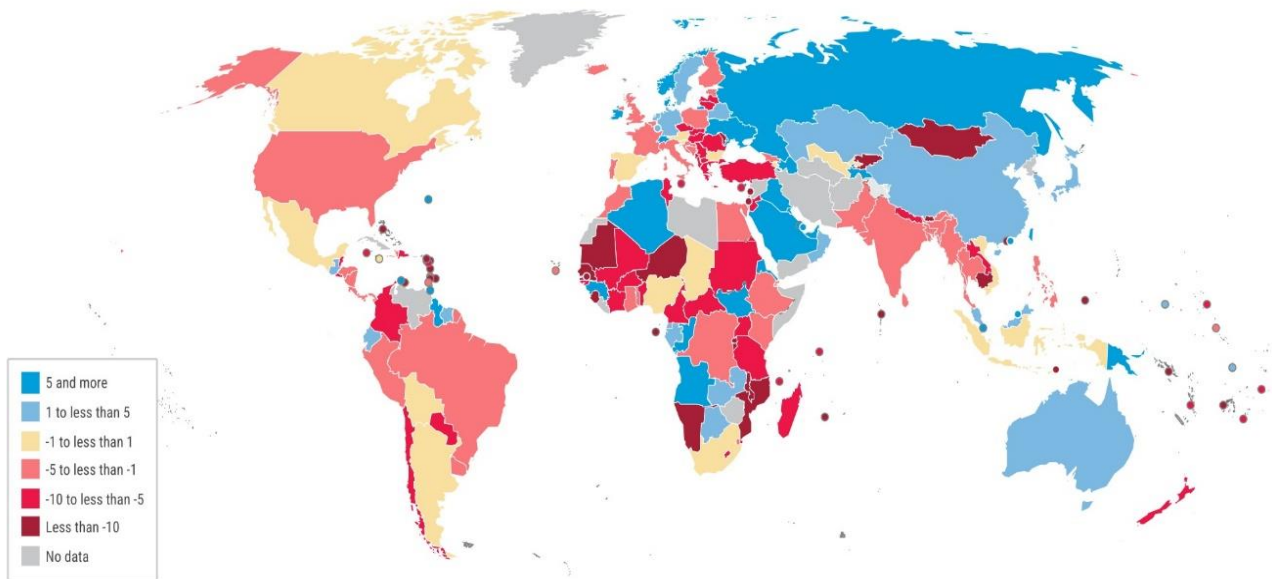 5 and more
1 to less than 5
-1 to less than 1
-5 to less than -1
-10 to less than -5
Less than -10
No data